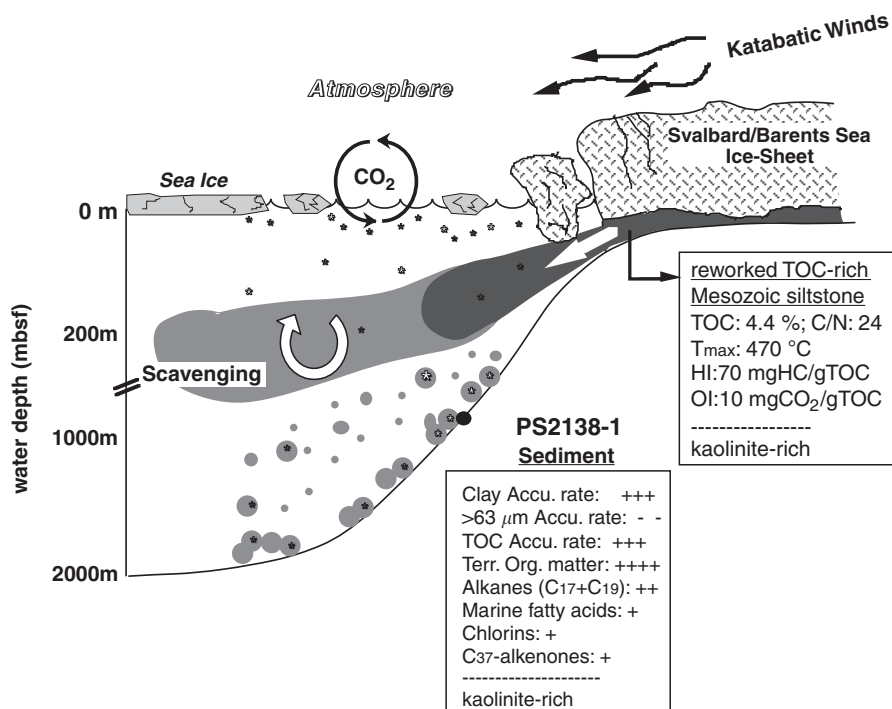 Katabatic Winds
Atmosphere
Svalbard/Barents Sea
Ice-Sheet
Sea Ice
CO₂
0 m
200m
1000m
2000m
water depth (mbsf)
Scavenging
reworked TOC-rich
Mesozoic siltstone
TOC: 4.4 %; C/N: 24
Tmax: 470 °C
HI:70 mgHC/gTOC
OI:10 mgCO₂/gTOC
-----------------
kaolinite-rich
PS2138-1
Sediment
Clay Accu. rate: +++
>63 μm Accu. rate: - -
TOC Accu. rate: +++
Terr. Org. matter: ++++
Alkanes (C17+C19): ++
Marine fatty acids: +
Chlorins: +
C37-alkenones: +
---------------------
kaolinite-rich